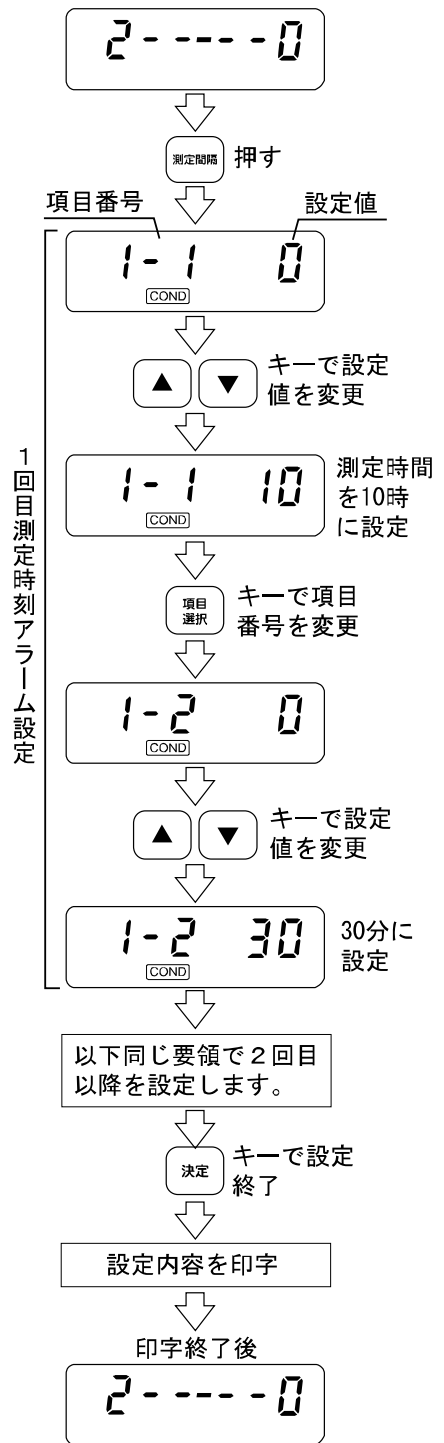 2-----0
測定間隔 押す
項目番号 設定値
1-1 0
COND
▲ ▼ キーで設定
値を変更
1-1 10 測定時間
を10時
に設定
COND
項目
選択
キーで項目
番号を変更
1-2 0
COND
▲ ▼ キーで設定
値を変更
1-2 30 30分に
設定
COND
1回目測定時刻アラーム設定
以下同じ要領で2回目
以降を設定します。
決定 キーで設定
終了
設定内容を印字
印字終了後
2-----0